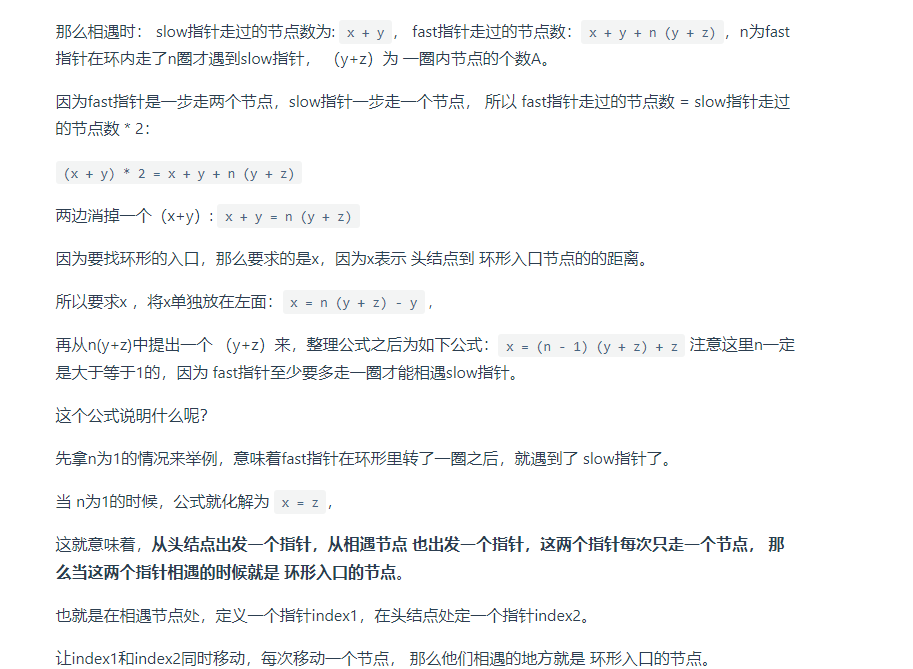 那么相遇时： slow指针走过的节点数为: x + y ， fast指针走过的节点数： x + y + n (y + z) ，n为fast
指针在环内走了n圈才遇到slow指针， （y+z）为 一圈内节点的个数A。
因为fast指针是一步走两个节点，slow指针一步走一个节点， 所以 fast指针走过的节点数 = slow指针走过
的节点数 * 2：
(x + y) * 2 = x + y + n (y + z)
两边消掉一个（x+y）: x + y = n (y + z)
因为要找环形的入口，那么要求的是x，因为x表示 头结点到 环形入口节点的的距离。
所以要求x ，将x单独放在左面： x = n (y + z) - y ,
再从n(y+z)中提出一个 （y+z）来，整理公式之后为如下公式： x = (n - 1) (y + z) + z 注意这里n一定
是大于等于1的，因为 fast指针至少要多走一圈才能相遇slow指针。
这个公式说明什么呢？
先拿n为1的情况来举例，意味着fast指针在环形里转了一圈之后，就遇到了 slow指针了。
当 n为1的时候，公式就化解为 x = z ，
这就意味着，从头结点出发一个指针，从相遇节点 也出发一个指针，这两个指针每次只走一个节点， 那
么当这两个指针相遇的时候就是 环形入口的节点。
也就是在相遇节点处，定义一个指针index1，在头结点处定一个指针index2。
让index1和index2同时移动，每次移动一个节点， 那么他们相遇的地方就是 环形入口的节点。